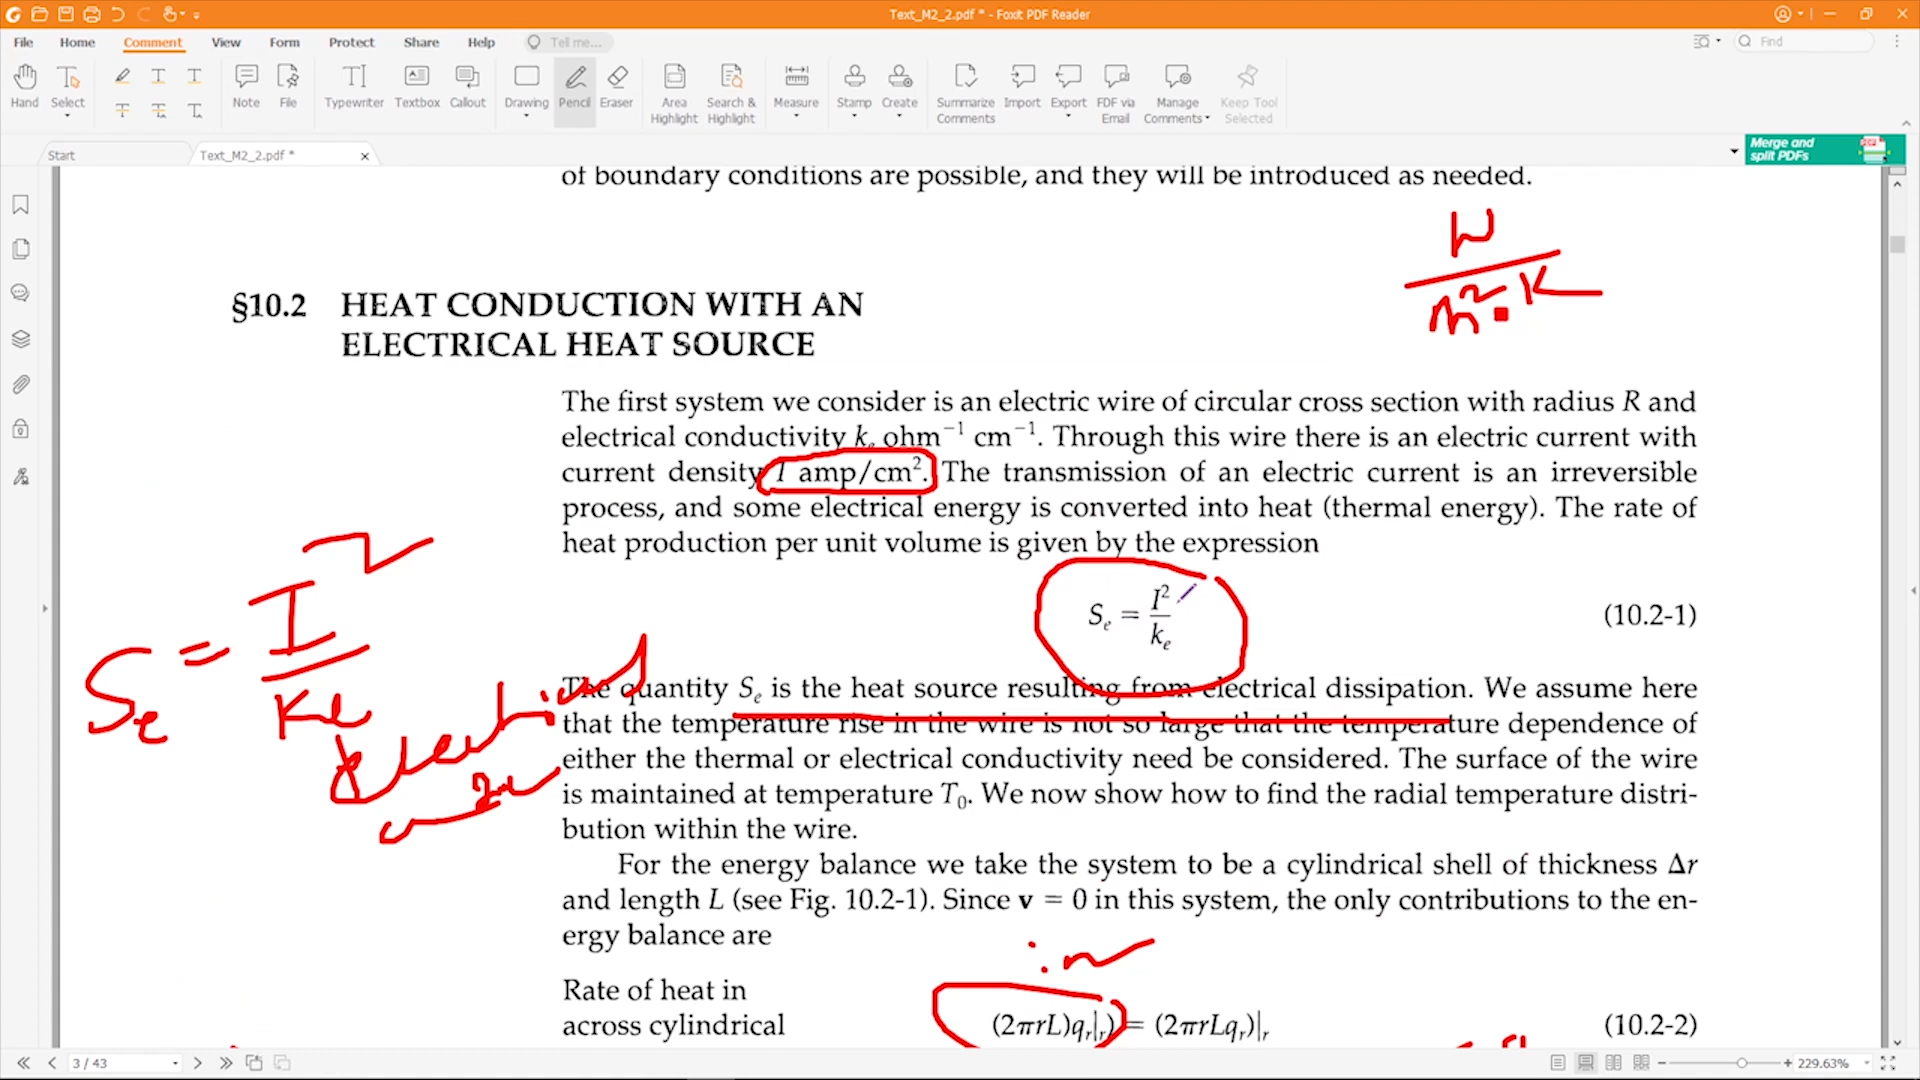 Text_M2_2.pdf * - Foxit PDF Reader
File Home Comment View Form Protect Share Help Tell me... Find
Hand Select Note File Typewriter Textbox Callout Drawing Pencil Eraser Area Highlight Search & Highlight Measure Stamp Create Summarize Comments Import Export FDF via Email Manage Comments Keep Tool Selected
Start Text_M2_2.pdf * Merge and split PDFs
of boundary conditions are possible, and they will be introduced as needed.
W
m² · K
§10.2 HEAT CONDUCTION WITH AN
ELECTRICAL HEAT SOURCE
The first system we consider is an electric wire of circular cross section with radius R and
electrical conductivity kₑ ohm⁻¹ cm⁻¹. Through this wire there is an electric current with
current density I amp/cm². The transmission of an electric current is an irreversible
process, and some electrical energy is converted into heat (thermal energy). The rate of
heat production per unit volume is given by the expression
Sₑ = I²/kₑ (10.2-1)
Se = I²/Ke
Electrical
The quantity Sₑ is the heat source resulting from electrical dissipation. We assume here
that the temperature rise in the wire is not so large that the temperature dependence of
either the thermal or electrical conductivity need be considered. The surface of the wire
is maintained at temperature T₀. We now show how to find the radial temperature distri-
bution within the wire.
For the energy balance we take the system to be a cylindrical shell of thickness Δr
and length L (see Fig. 10.2-1). Since v = 0 in this system, the only contributions to the en-
ergy balance are
in
Rate of heat in
across cylindrical (2πrL)qᵣ|ᵣ) = (2πrLqᵣ)|ᵣ (10.2-2)
3 / 43 229.63%